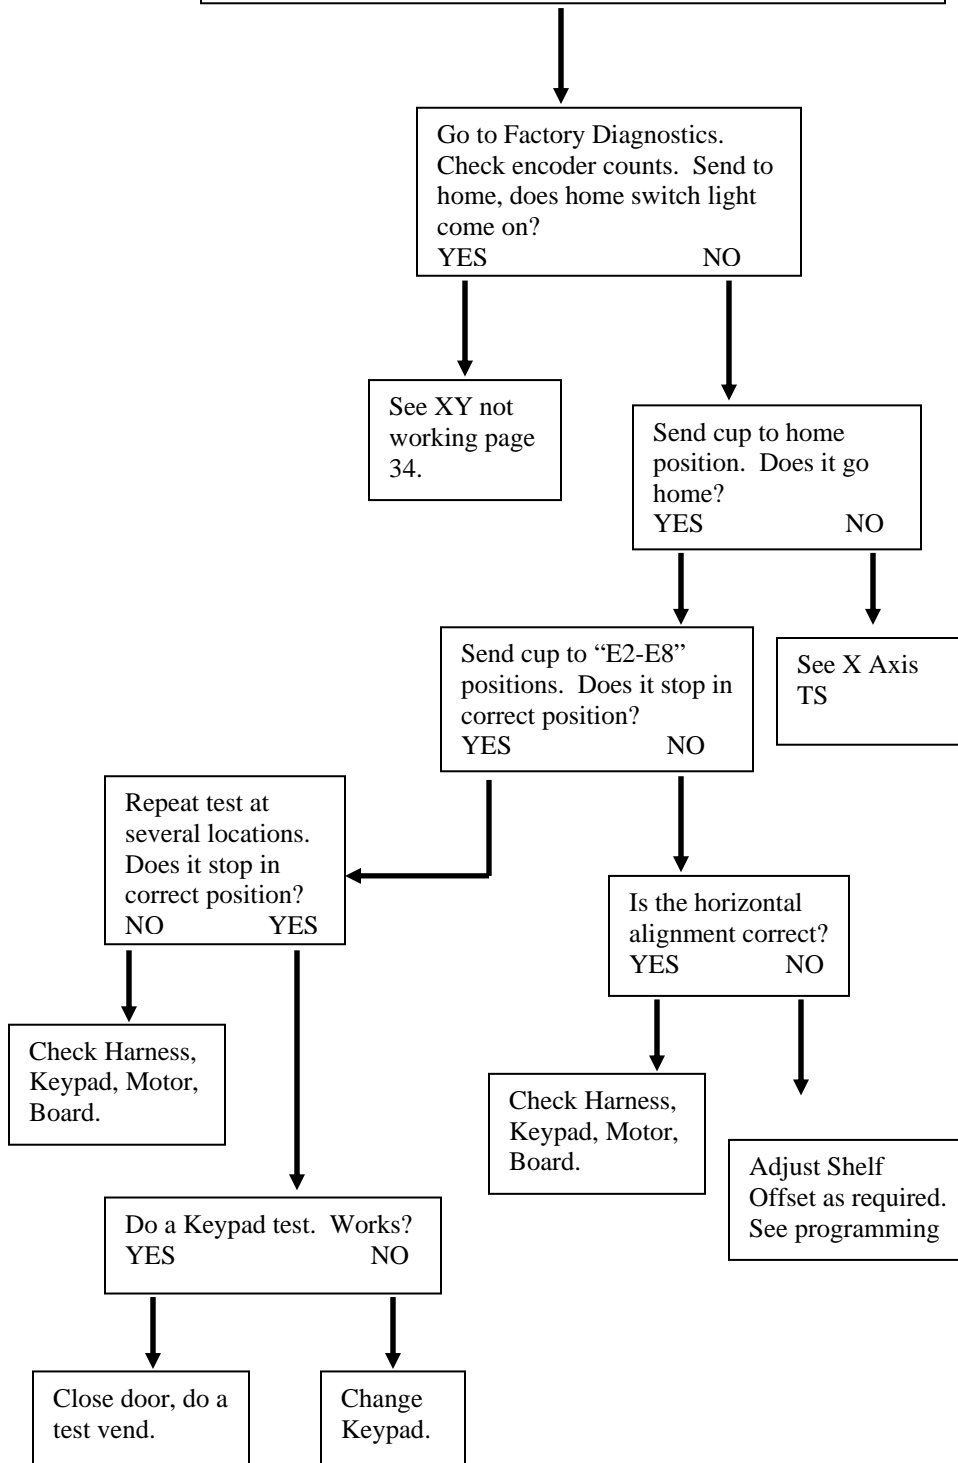 Go to Factory Diagnostics.
Check encoder counts.  Send to
home, does home switch light
come on?
YES NO
See XY not
working page
34.
Send cup to home
position.  Does it go
home?
YES NO
Send cup to “E2-E8”
positions.  Does it stop in
correct position?
YES NO
See X Axis
TS
Repeat test at
several locations.
Does it stop in
correct position?
NO YES
Is the horizontal
alignment correct?
YES NO
Check Harness,
Keypad, Motor,
Board.
Check Harness,
Keypad, Motor,
Board.
Adjust Shelf
Offset as required.
See programming
Do a Keypad test.  Works?
YES NO
Close door, do a
test vend.
Change
Keypad.